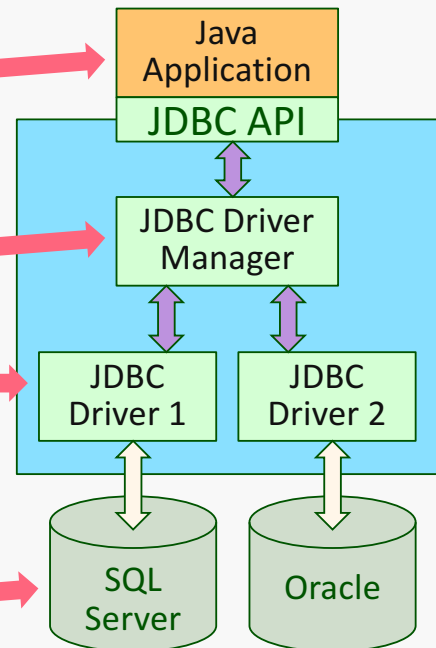 Java
Application
JDBC API
JDBC Driver
Manager
JDBC
Driver 1
JDBC
Driver 2
SQL
Server
Oracle